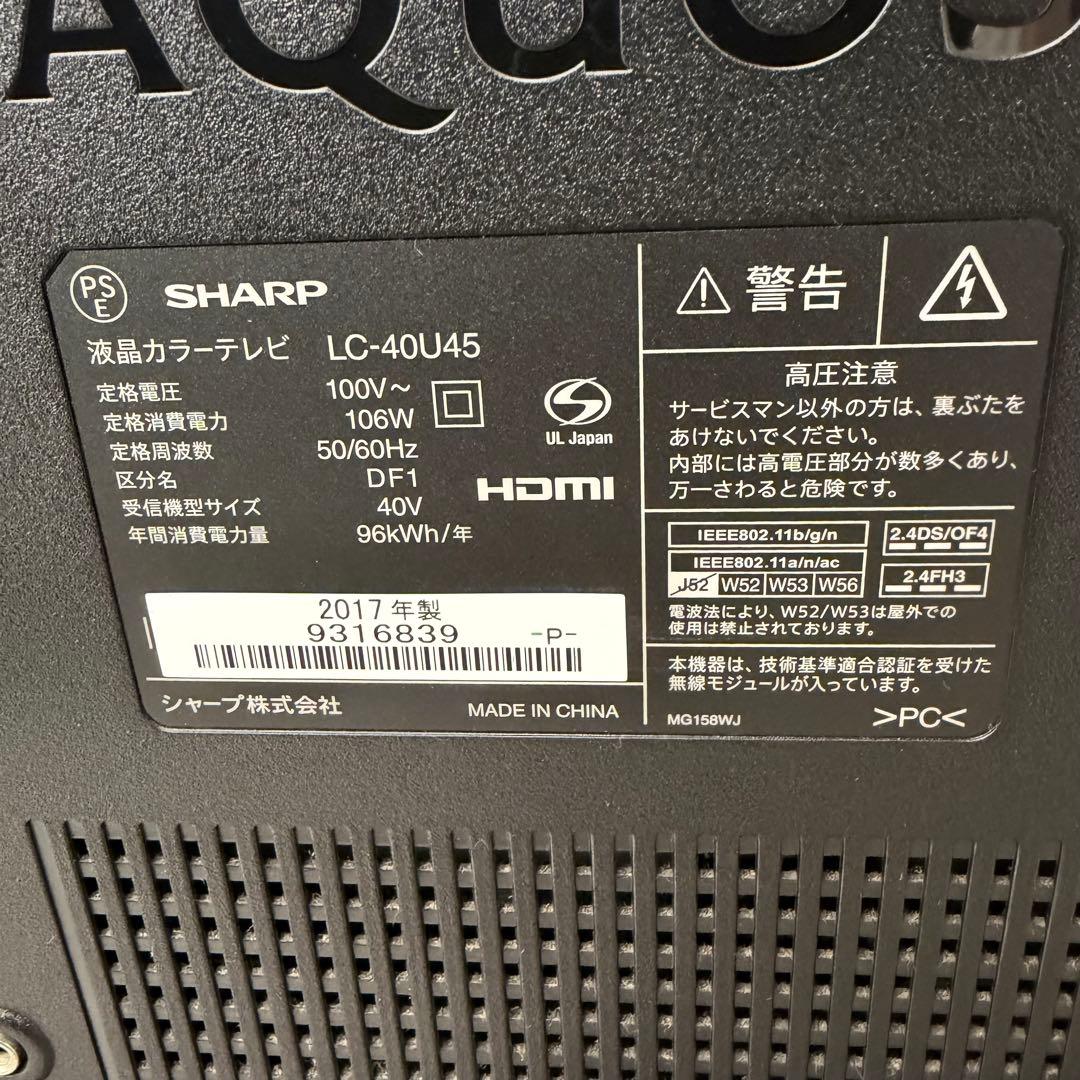 AQUOS
PS
E
SHARP
液晶カラーテレビ LC-40U45
定格電圧 100V～
定格消費電力 106W
定格周波数 50/60Hz
区分名 DF1
受信機型サイズ 40V
年間消費電力量 96kWh/年
S
UL Japan
HDMI
2017年製
9316839 -P-
シャープ株式会社 MADE IN CHINA
警告
高圧注意
サービスマン以外の方は、裏ぶたを
あけないでください。
内部には高電圧部分が数多くあり、
万一さわると危険です。
IEEE802.11b/g/n
IEEE802.11a/n/ac
J52 W52 W53 W56
2.4DS/OF4
2.4FH3
電波法により、W52/W53は屋外での
使用は禁止されております。
本機器は、技術基準適合認証を受けた
無線モジュールが入っています。
MG158WJ >PC<